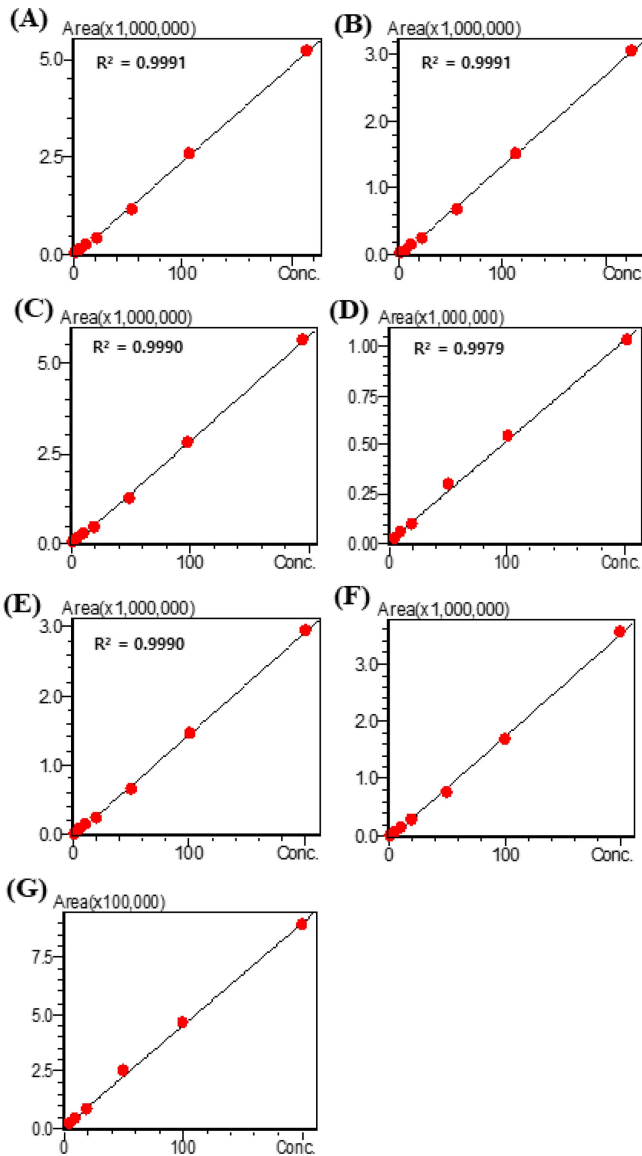 (A)
Area(x1,000,000)
R² = 0.9991
5.0
2.5
0.0
0 100 Conc.
(B)
Area(x1,000,000)
R² = 0.9991
3.0
2.0
1.0
0.0
0 100 Conc.
(C)
Area(x1,000,000)
R² = 0.9990
5.0
2.5
0.0
0 100 Conc.
(D)
Area(x1,000,000)
R² = 0.9979
1.00
0.75
0.50
0.25
0.00
0 100 Conc.
(E)
Area(x1,000,000)
R² = 0.9990
3.0
2.0
1.0
0.0
0 100 Conc.
(F)
Area(x1,000,000)
3.0
2.0
1.0
0.0
0 100 Conc.
(G)
Area(x100,000)
7.5
5.0
2.5
0.0
0 100 Conc.